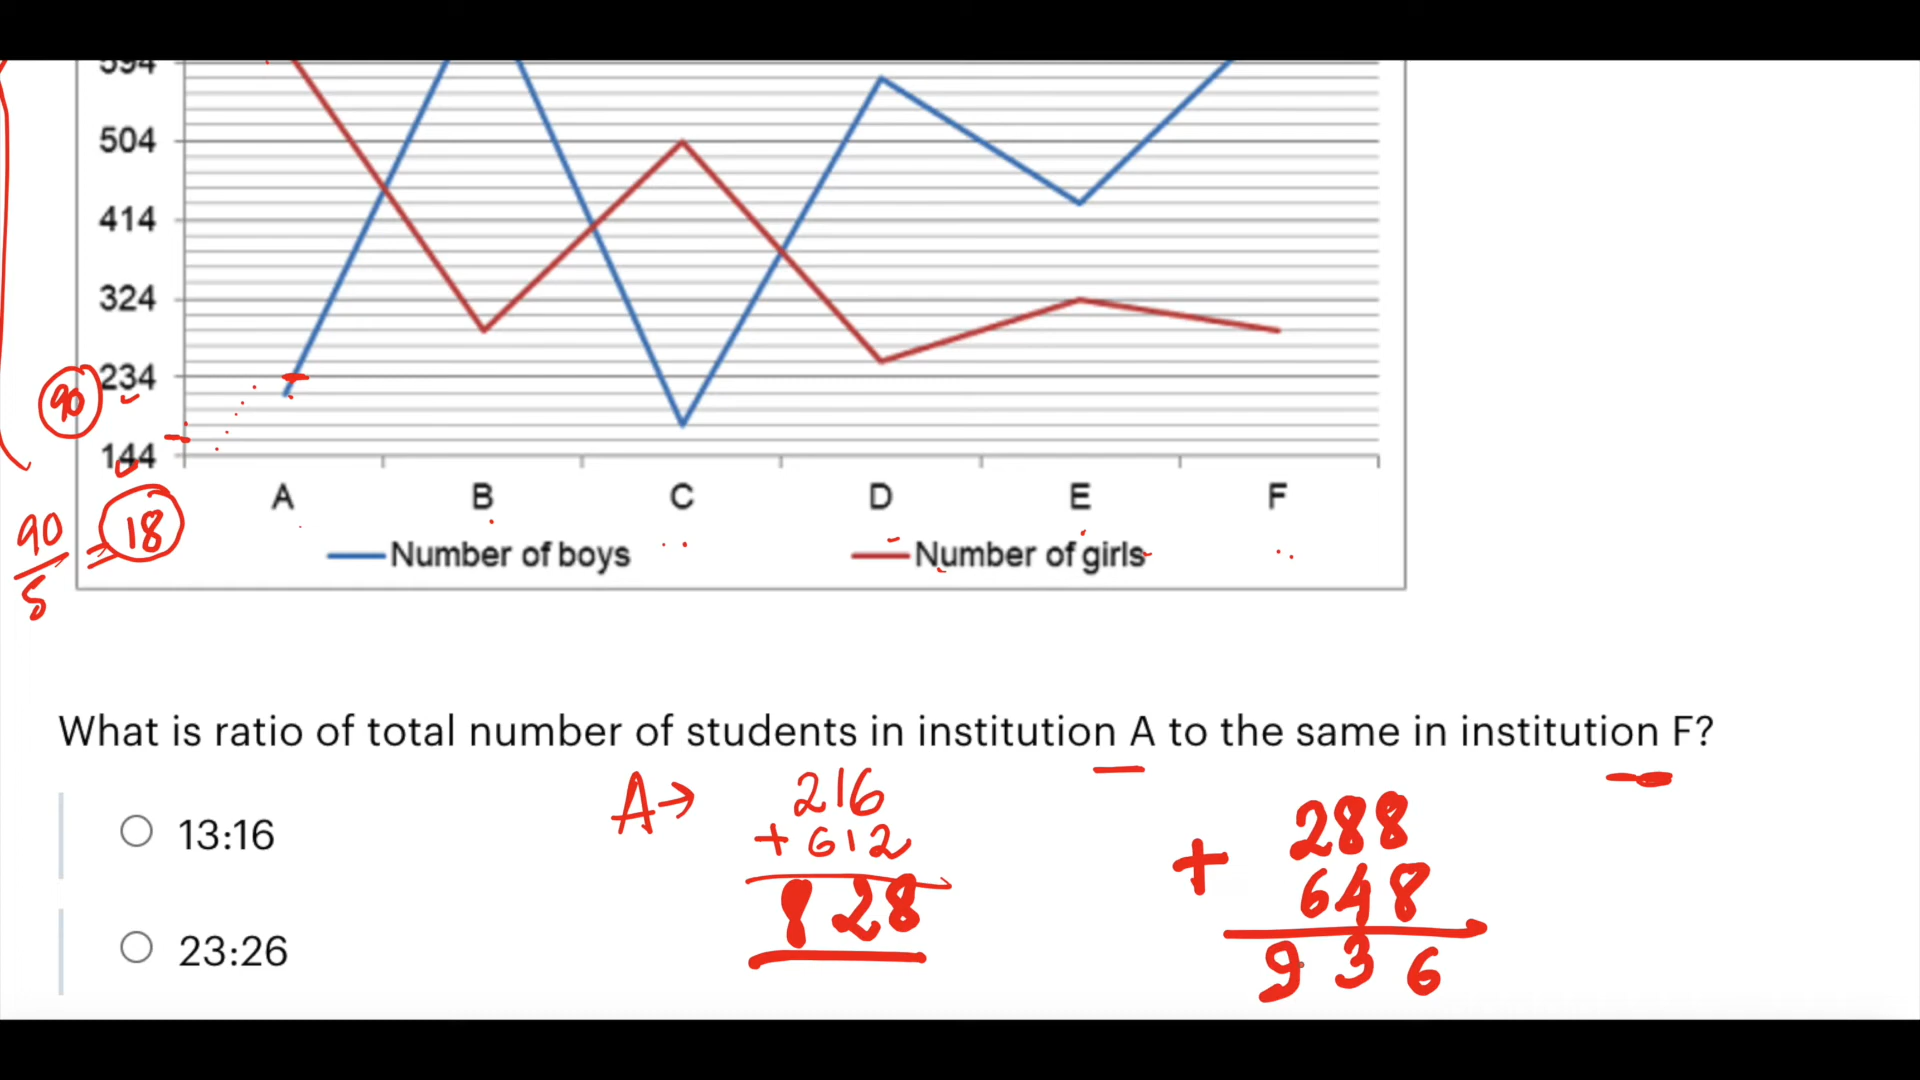 594
504
414
324
234
90
144
A B C D E F
90/5 = 18
Number of boys Number of girls
What is ratio of total number of students in institution A to the same in institution F?
13:16
23:26
A→ 216
+ 612
828
288
+ 648
936